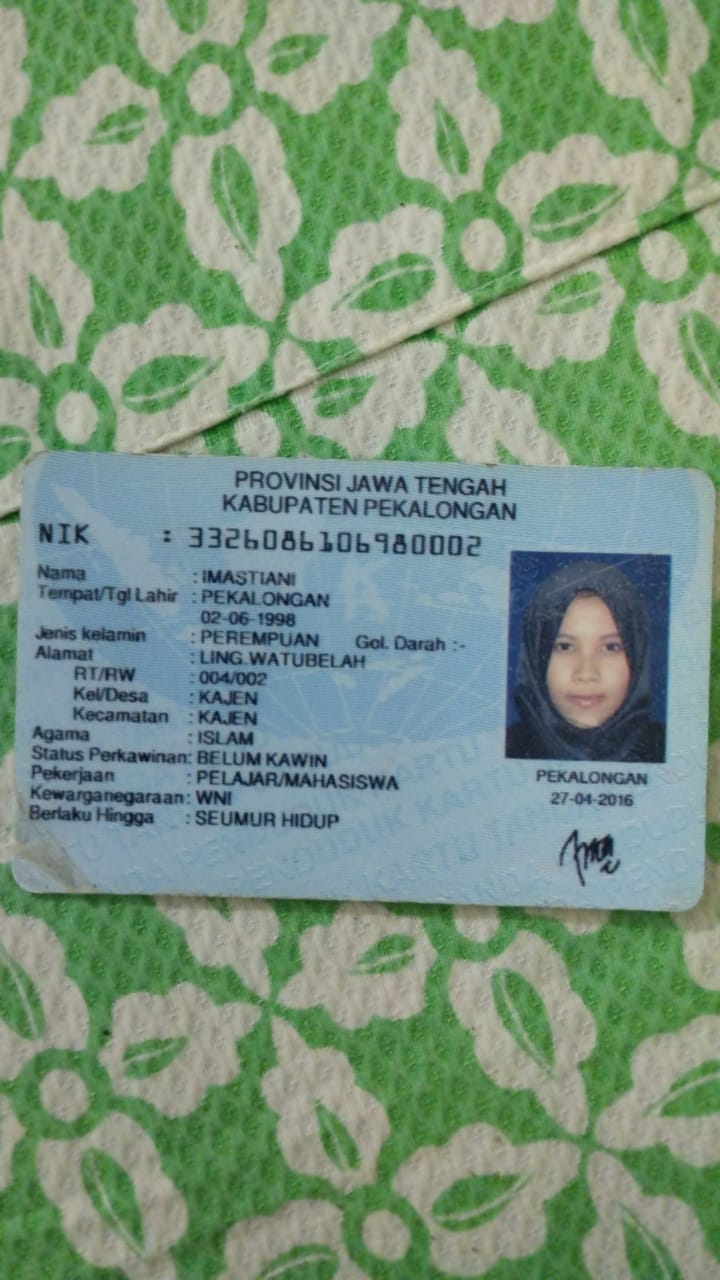 PROVINSI JAWA TENGAH
KABUPATEN PEKALONGAN
NIK : 3326086106980002
Nama : IMASTIANI
Tempat/Tgl Lahir : PEKALONGAN
02-06-1998
Jenis kelamin : PEREMPUAN Gol. Darah :-
Alamat : LING.WATUBELAH
RT/RW : 004/002
Kel/Desa : KAJEN
Kecamatan : KAJEN
Agama : ISLAM
Status Perkawinan: BELUM KAWIN
Pekerjaan : PELAJAR/MAHASISWA
Kewarganegaraan: WNI
Berlaku Hingga : SEUMUR HIDUP
PEKALONGAN
27-04-2016